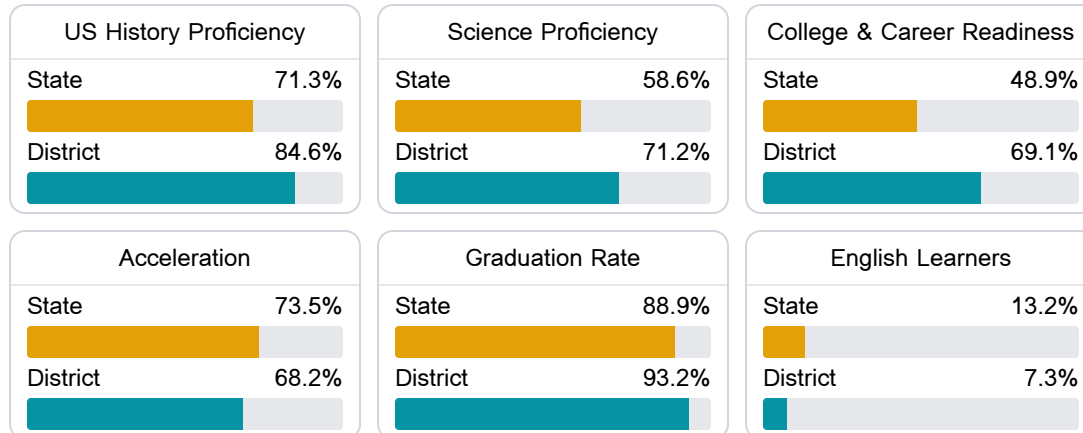 US History Proficiency
State 71.3%
District 84.6%
Science Proficiency
State 58.6%
District 71.2%
College & Career Readiness
State 48.9%
District 69.1%
Acceleration
State 73.5%
District 68.2%
Graduation Rate
State 88.9%
District 93.2%
English Learners
State 13.2%
District 7.3%